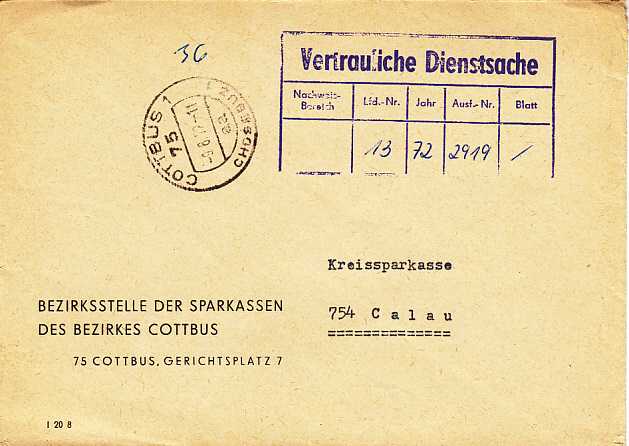 36
Vertrauliche Dienstsache
Nachweis-Bereich Lfd.-Nr. Jahr Ausf.-Nr. Blatt
13 72 2919 /
COTTBUS 1
75
Kreissparkasse
754 Calau
==============
BEZIRKSSTELLE DER SPARKASSEN
DES BEZIRKES COTTBUS
75 COTTBUS, GERICHTSPLATZ 7
I 20 8